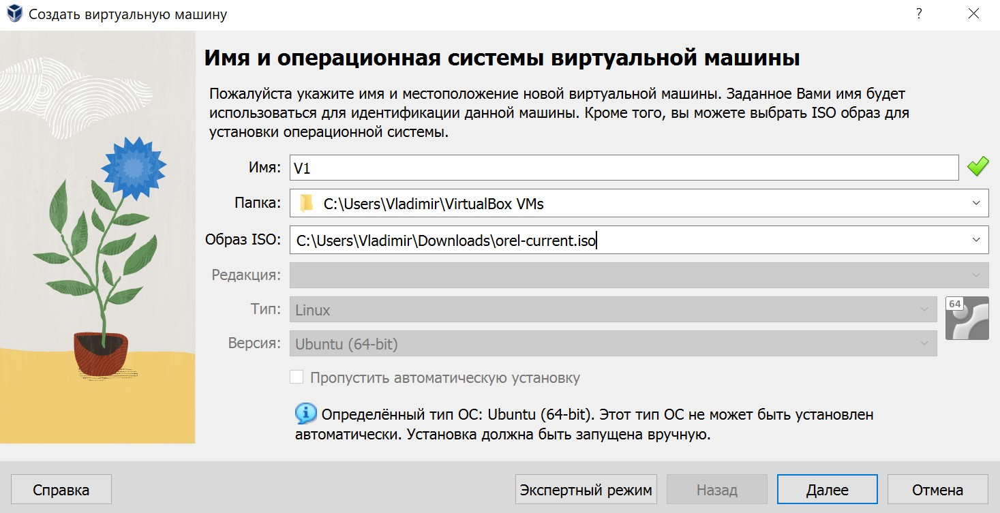 Создать виртуальную машину
?
Имя и операционная системы виртуальной машины
Пожалуйста укажите имя и местоположение новой виртуальной машины. Заданное Вами имя будет
использоваться для идентификации данной машины. Кроме того, вы можете выбрать ISO образ для
установки операционной системы.
Имя: V1
Папка: C:\Users\Vladimir\VirtualBox VMs
Образ ISO: C:\Users\Vladimir\Downloads\orel-current.iso
Редакция:
Тип: Linux
64
Версия: Ubuntu (64-bit)
Пропустить автоматическую установку
Определённый тип ОС: Ubuntu (64-bit). Этот тип ОС не может быть установлен
автоматически. Установка должна быть запущена вручную.
Справка Экспертный режим Назад Далее Отмена